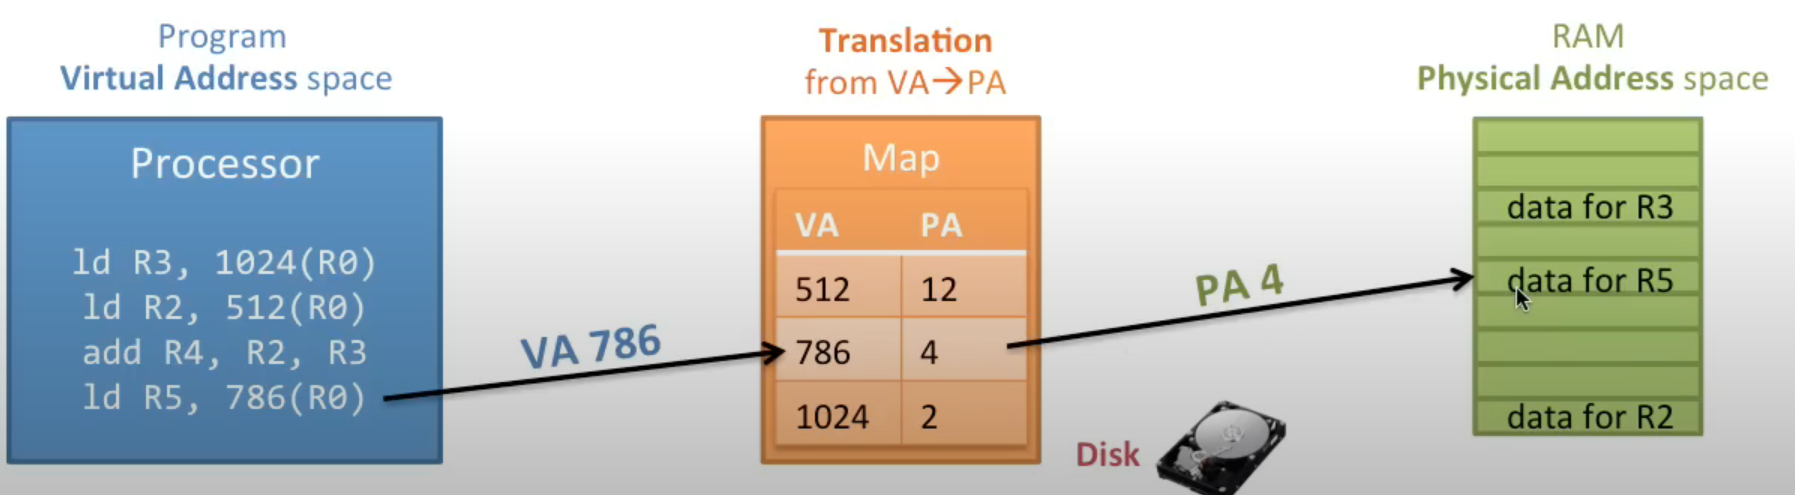 Program
Virtual Address space
Processor
ld R3, 1024(R0)
ld R2, 512(R0)
add R4, R2, R3
ld R5, 786(R0)
VA 786
Translation
from VA→PA
Map
VA PA
512 12
786 4
1024 2
PA 4
Disk
RAM
Physical Address space
data for R3
data for R5
data for R2